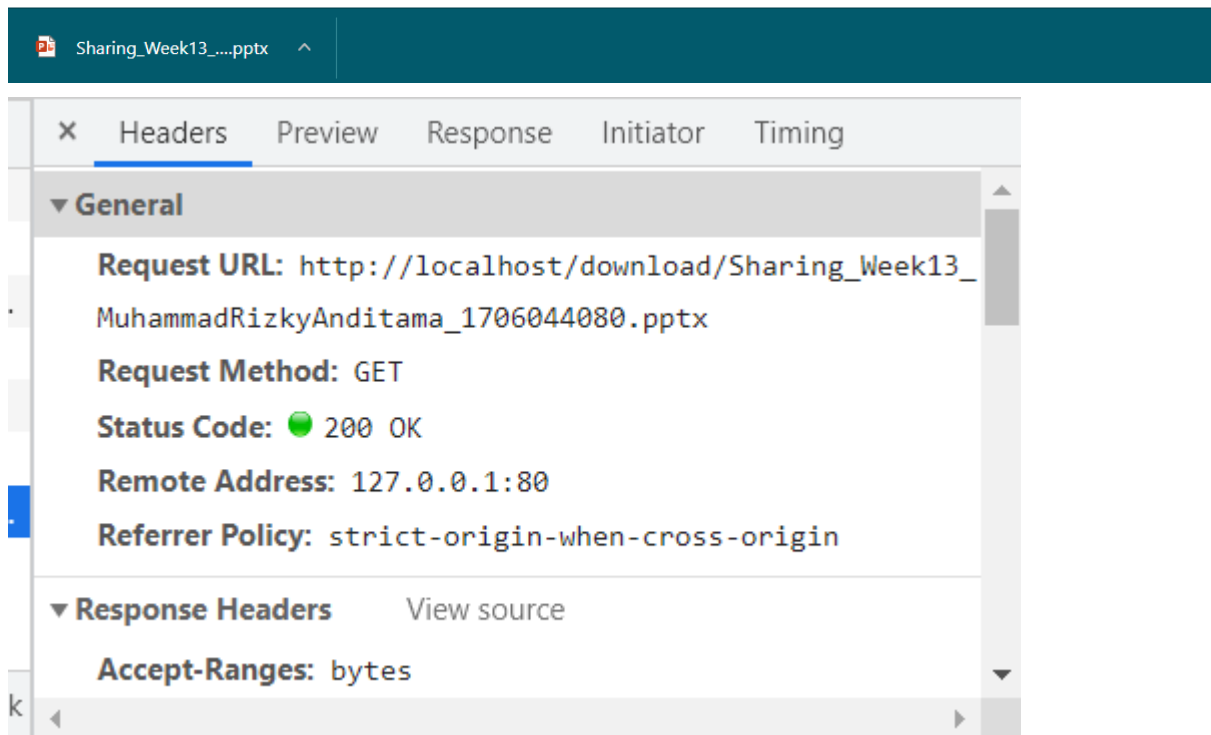 Sharing_Week13_....pptx
Headers Preview Response Initiator Timing
General
Request URL: http://localhost/download/Sharing_Week13_
MuhammadRizkyAnditama_1706044080.pptx
Request Method: GET
Status Code: 200 OK
Remote Address: 127.0.0.1:80
Referrer Policy: strict-origin-when-cross-origin
Response Headers View source
Accept-Ranges: bytes
k